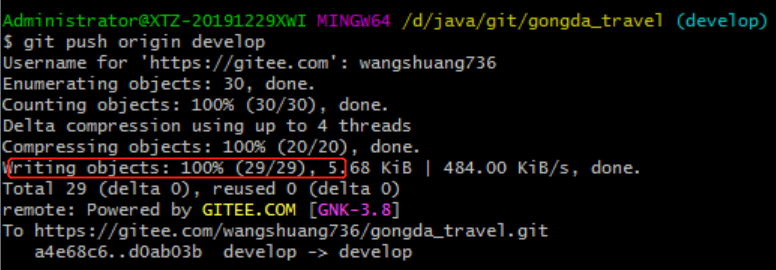 Administrator@XTZ-20191229XWI MINGW64 /d/java/git/gongda_travel (develop)
$ git push origin develop
Username for 'https://gitee.com': wangshuang736
Enumerating objects: 30, done.
Counting objects: 100% (30/30), done.
Delta compression using up to 4 threads
Compressing objects: 100% (20/20), done.
Writing objects: 100% (29/29), 5.68 KiB | 484.00 KiB/s, done.
Total 29 (delta 0), reused 0 (delta 0)
remote: Powered by GITEE.COM [GNK-3.8]
To https://gitee.com/wangshuang736/gongda_travel.git
   a4e68c6..d0ab03b  develop -> develop